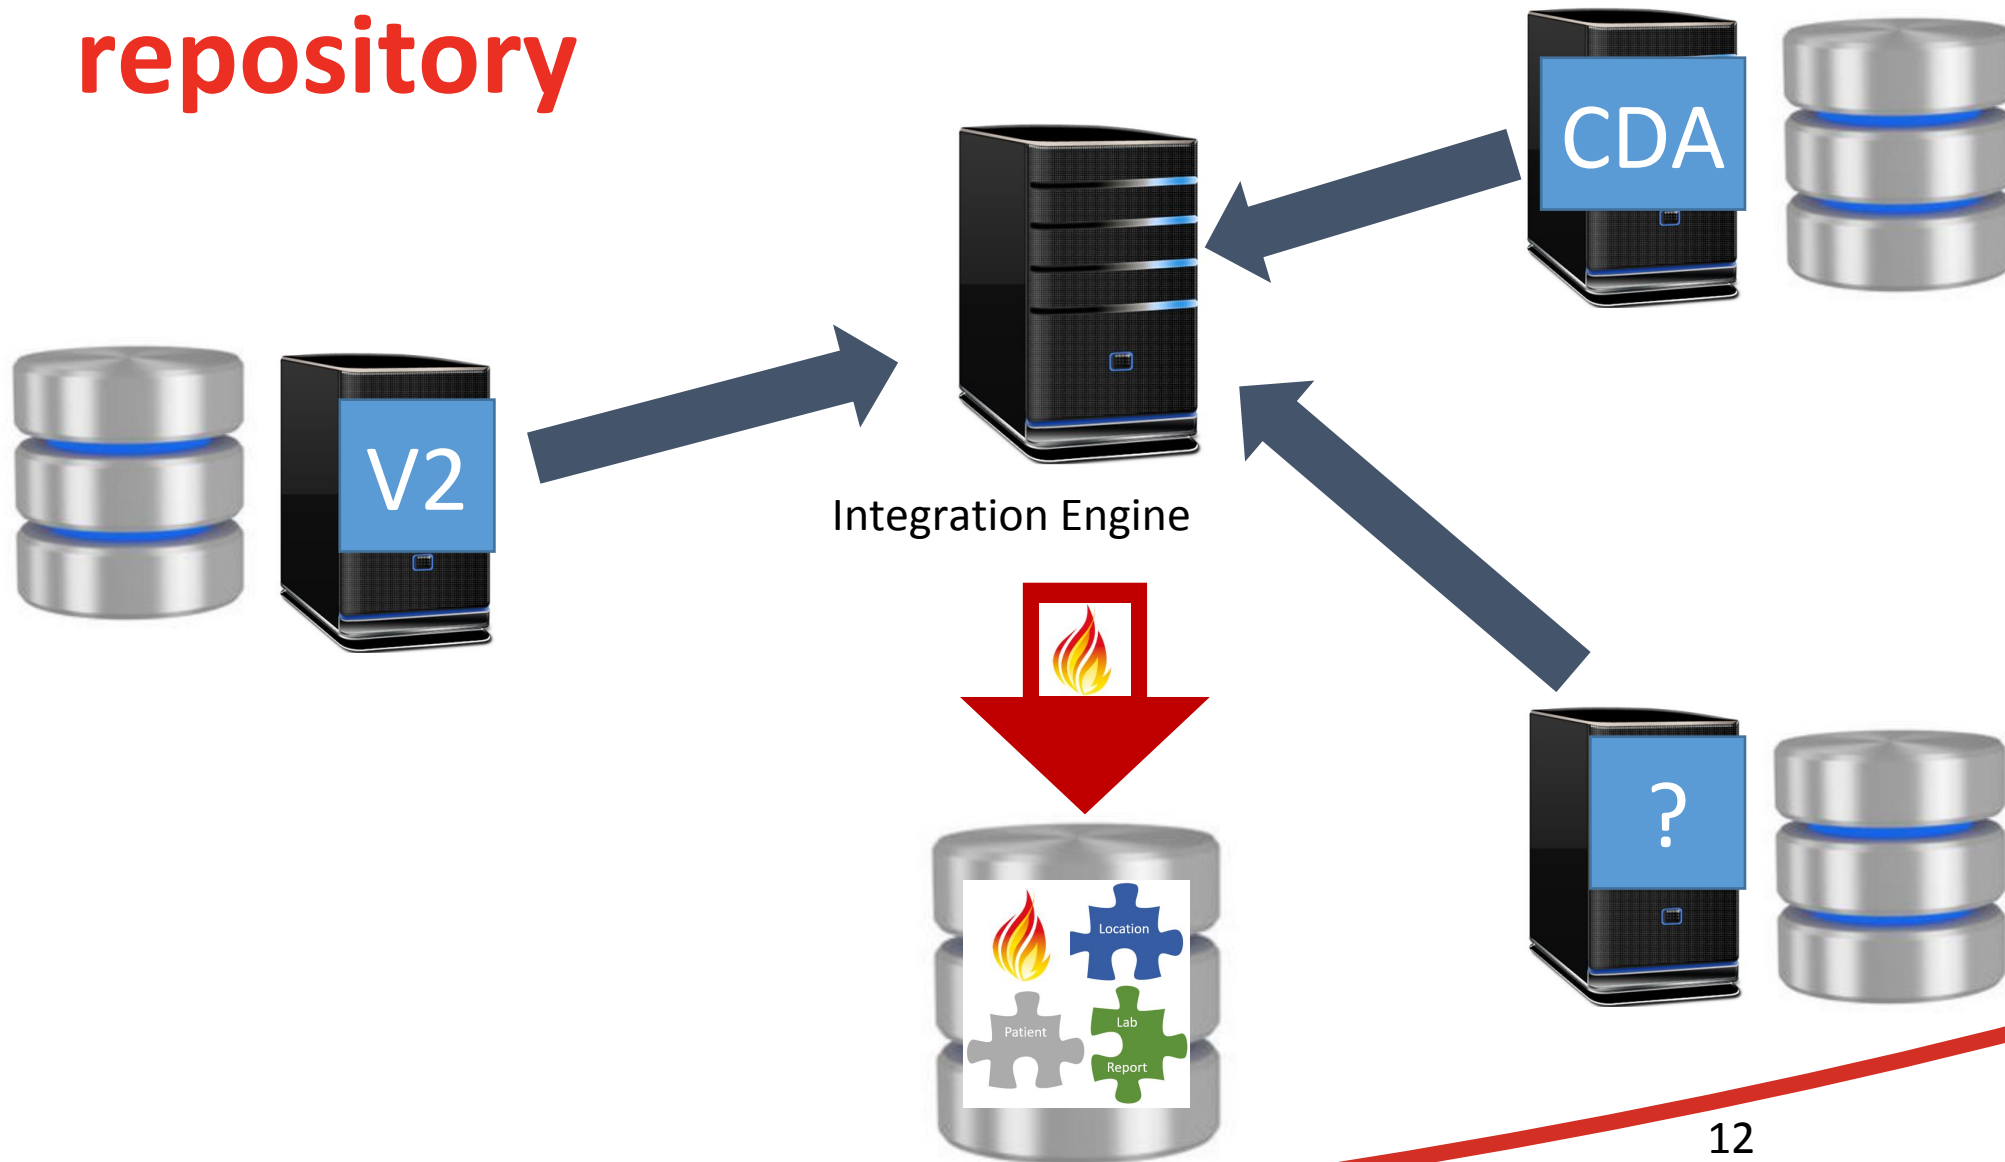 repository
CDA
V2
Integration Engine
?
Location
Patient
Lab
Report
12